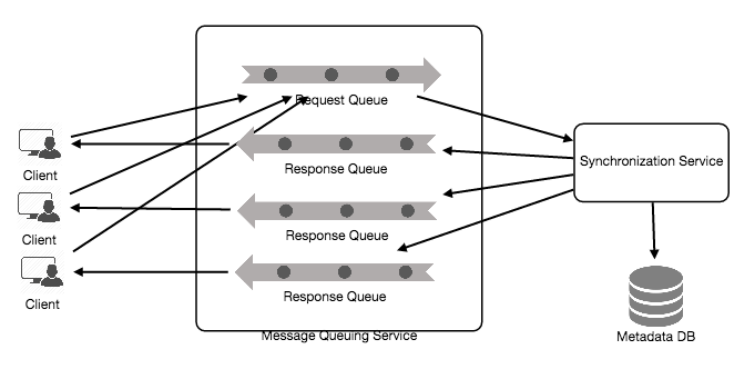 Request Queue
Response Queue
Synchronization Service
Client
Response Queue
Client
Response Queue
Client
Message Queuing Service
Metadata DB